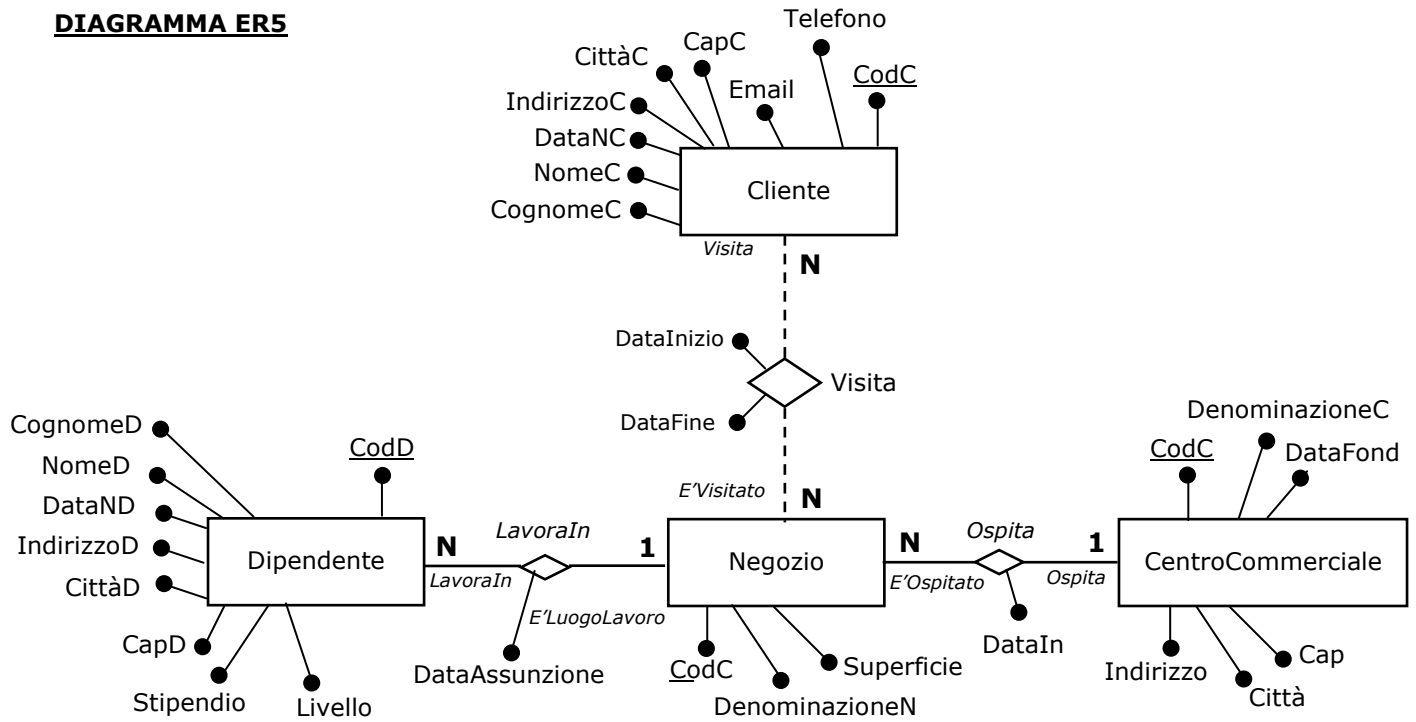 DIAGRAMMA ER5
Telefono
CapC
CittàC
CodC
Email
IndirizzoC
DataNC
NomeC
CognomeC
Cliente
Visita
N
DataInizio
Visita
DataFine
CognomeD
NomeD
DataND
IndirizzoD
CittàD
CodD
Dipendente
CapD
Stipendio
Livello
N
LavoraIn
LavoraIn
1
E'LuogoLavoro
DataAssunzione
E'Visitato
N
Negozio
CodC
DenominazioneN
Superficie
N
E'Ospitato
Ospita
1
Ospita
DataIn
DenominazioneC
CodC
DataFond
CentroCommerciale
Indirizzo
Città
Cap